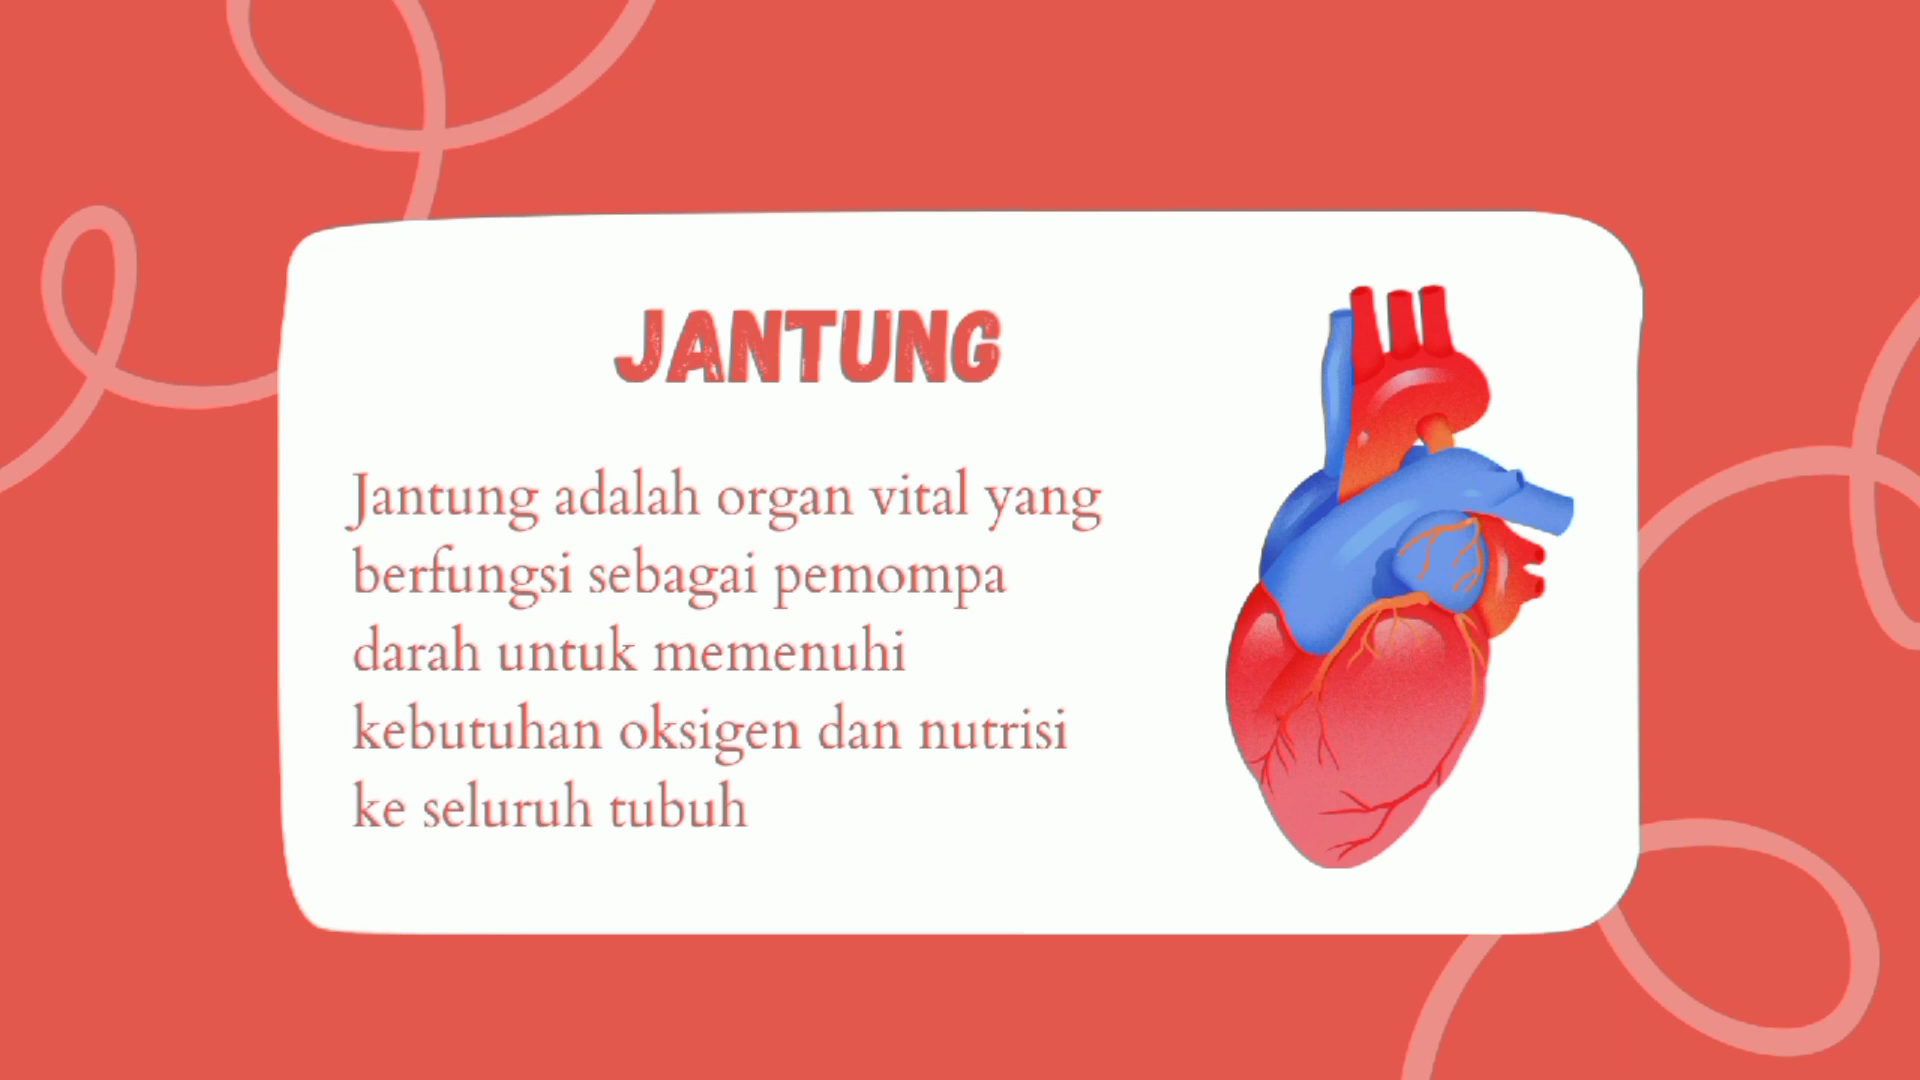 JANTUNG
Jantung adalah organ vital yang
berfungsi sebagai pemompa
darah untuk memenuhi
kebutuhan oksigen dan nutrisi
ke seluruh tubuh